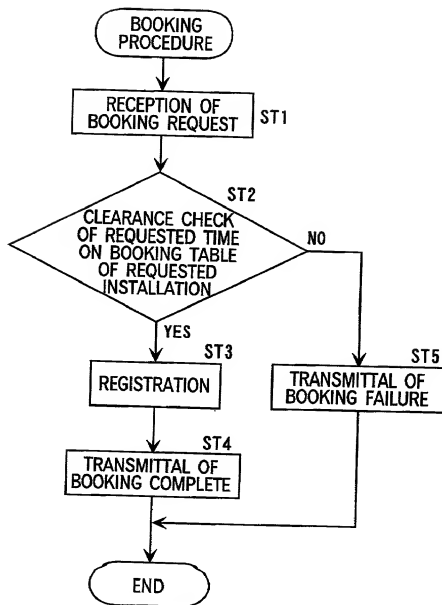 BOOKING
PROCEDURE
RECEPTION OF
BOOKING REQUEST
ST1
ST2
CLEARANCE CHECK
OF REQUESTED TIME
ON BOOKING TABLE
OF REQUESTED
INSTALLATION
NO
YES
ST3
REGISTRATION
ST5
TRANSMITTAL OF
BOOKING FAILURE
ST4
TRANSMITTAL OF
BOOKING COMPLETE
END